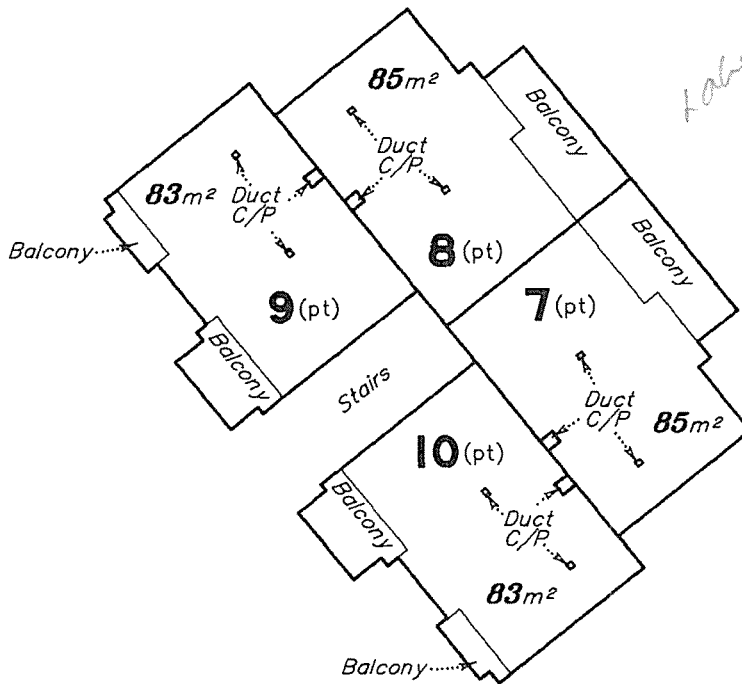 85m²
Duct
C/P
8 (pt)
Balcony
83m²
Duct
C/P
9 (pt)
Balcony
Balcony
Stairs
Balcony
7 (pt)
Duct
C/P
85m²
10 (pt)
Balcony
Duct
C/P.
83m²
Balcony